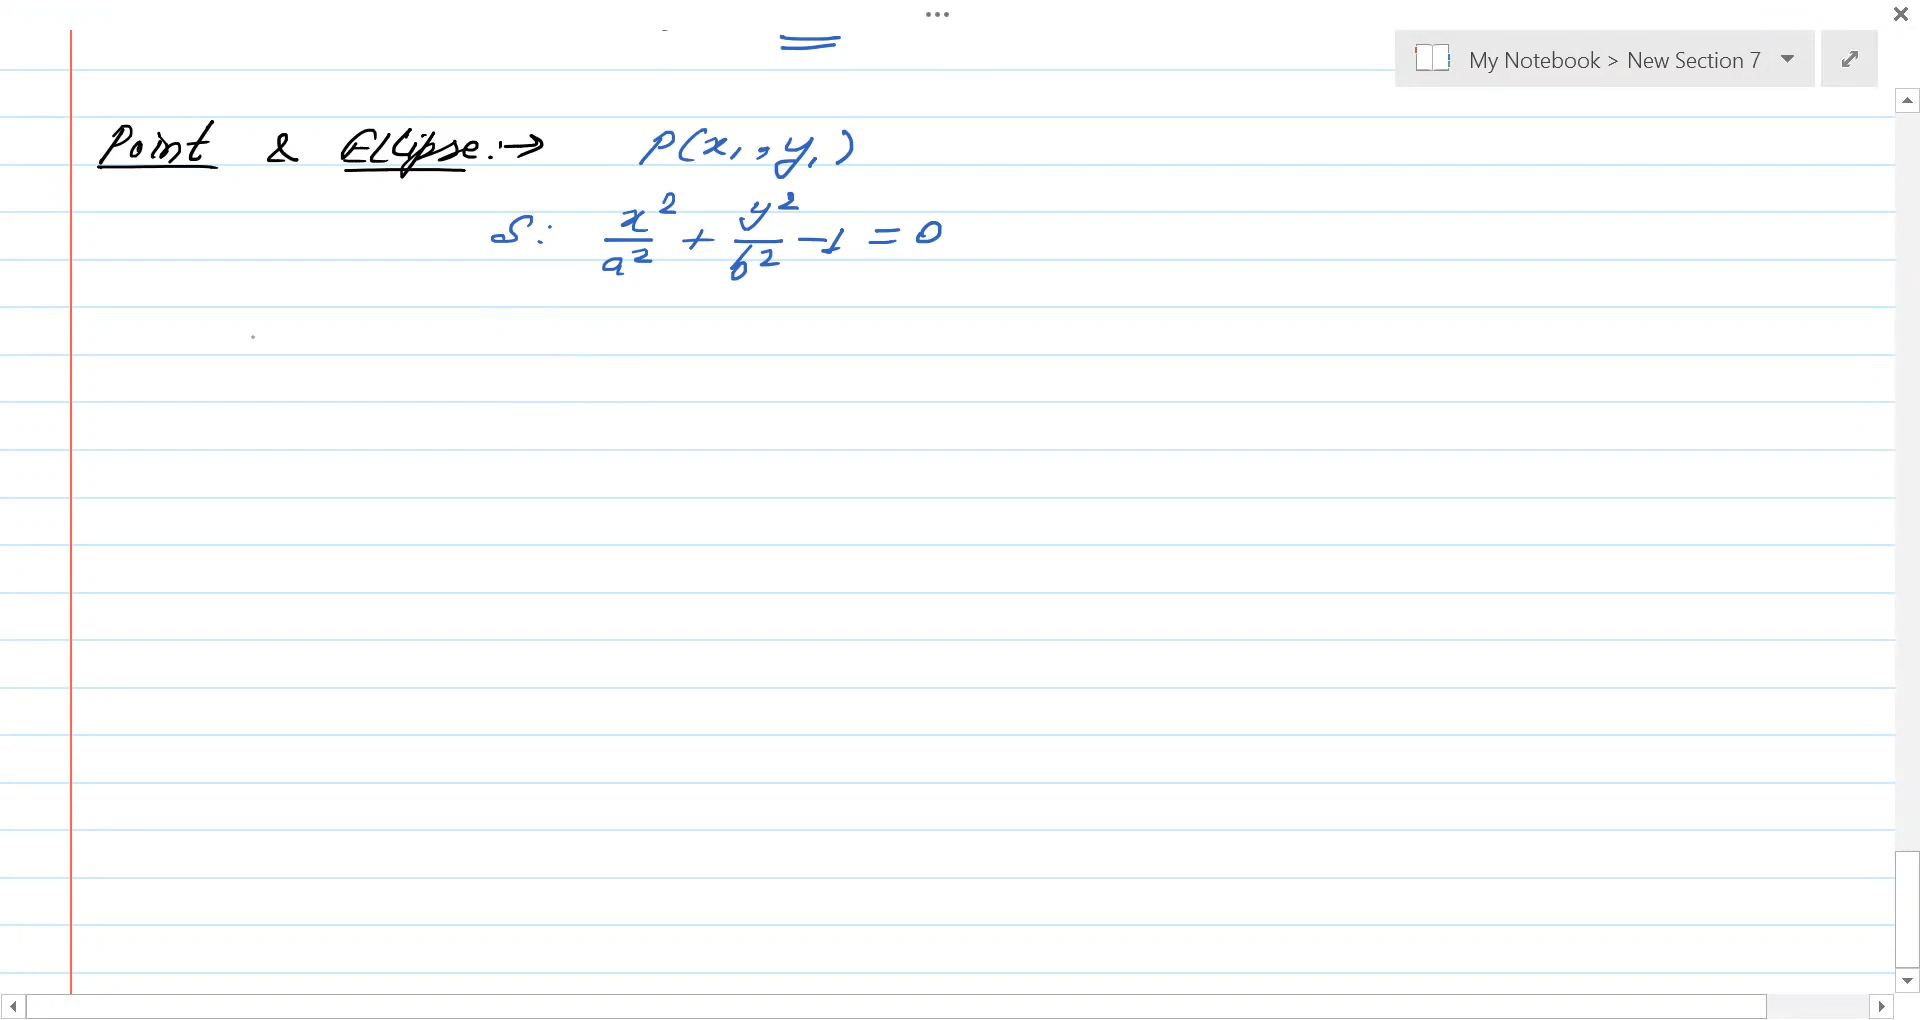 My Notebook > New Section 7
Point & Ellipse :→ P(x₁, y₁)
S: x²/a² + y²/b² - 1 = 0